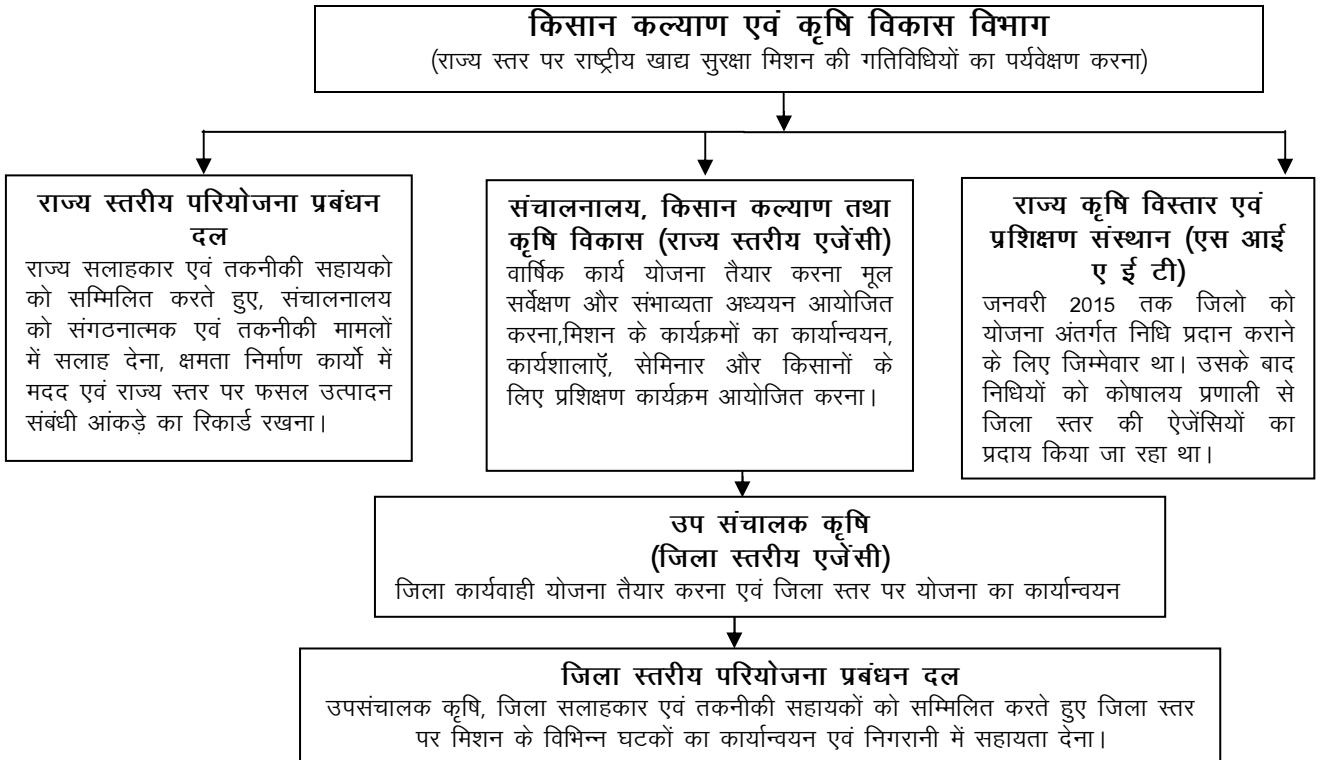 किसान कल्याण एवं कृषि विकास विभाग
(राज्य स्तर पर राष्ट्रीय खाद्य सुरक्षा मिशन की गतिविधियों का पर्यवेक्षण करना)
राज्य स्तरीय परियोजना प्रबंधन
दल
राज्य सलाहकार एवं तकनीकी सहायको
को सम्मिलित करते हुए, संचालनालय
को संगठनात्मक एवं तकनीकी मामलों
में सलाह देना, क्षमता निर्माण कार्यो में
मदद एवं राज्य स्तर पर फसल उत्पादन
संबंधी आंकड़े का रिकार्ड रखना।
संचालनालय, किसान कल्याण तथा
कृषि विकास (राज्य स्तरीय एजेंसी)
वार्षिक कार्य योजना तैयार करना मूल
सर्वेक्षण और संभाव्यता अध्ययन आयोजित
करना,मिशन के कार्यक्रमों का कार्यान्वयन,
कार्यशालाऍ, सेमिनार और किसानों के
लिए प्रशिक्षण कार्यक्रम आयोजित करना।
राज्य कृषि विस्तार एवं
प्रशिक्षण संस्थान (एस आई
ए ई टी)
जनवरी 2015 तक जिलो को
योजना अंतर्गत निधि प्रदान कराने
के लिए जिम्मेवार था। उसके बाद
निधियों को कोषालय प्रणाली से
जिला स्तर की ऐजेंसियों का
प्रदाय किया जा रहा था।
उप संचालक कृषि
(जिला स्तरीय एजेंसी)
जिला कार्यवाही योजना तैयार करना एवं जिला स्तर पर योजना का कार्यान्वयन
जिला स्तरीय परियोजना प्रबंधन दल
उपसंचालक कृषि, जिला सलाहकार एवं तकनीकी सहायकों को सम्मिलित करते हुए जिला स्तर
पर मिशन के विभिन्न घटकों का कार्यान्वयन एवं निगरानी में सहायता देना।